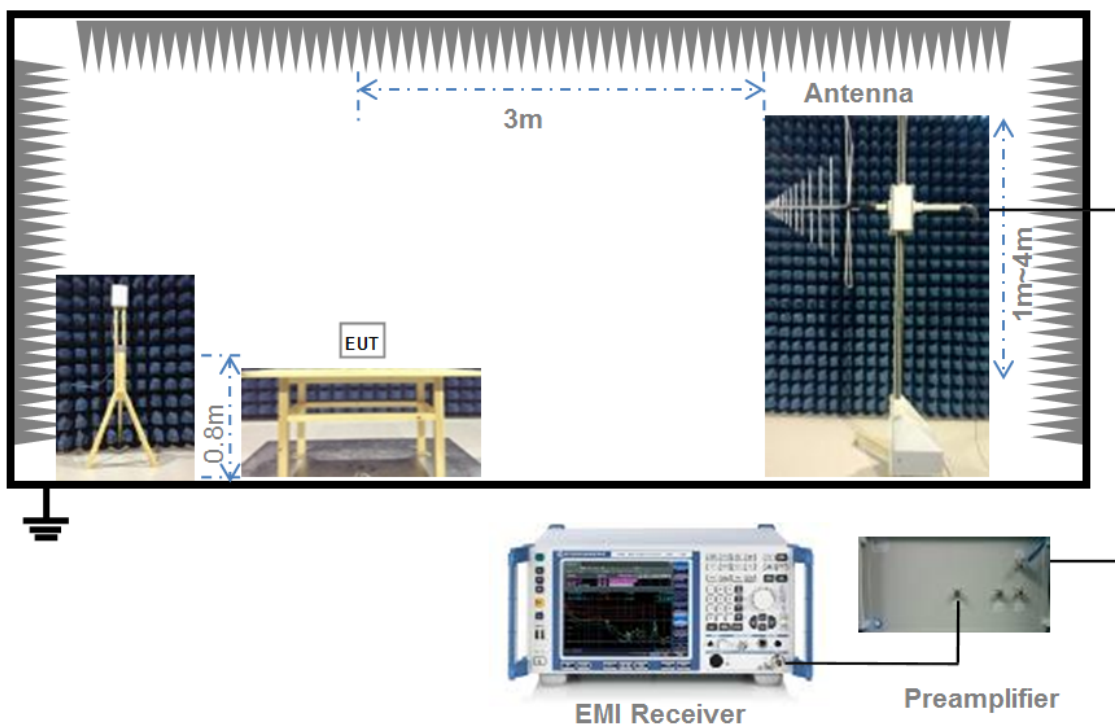 Antenna
3m
1m~4m
EUT
0.8m
EMI Receiver
Preamplifier